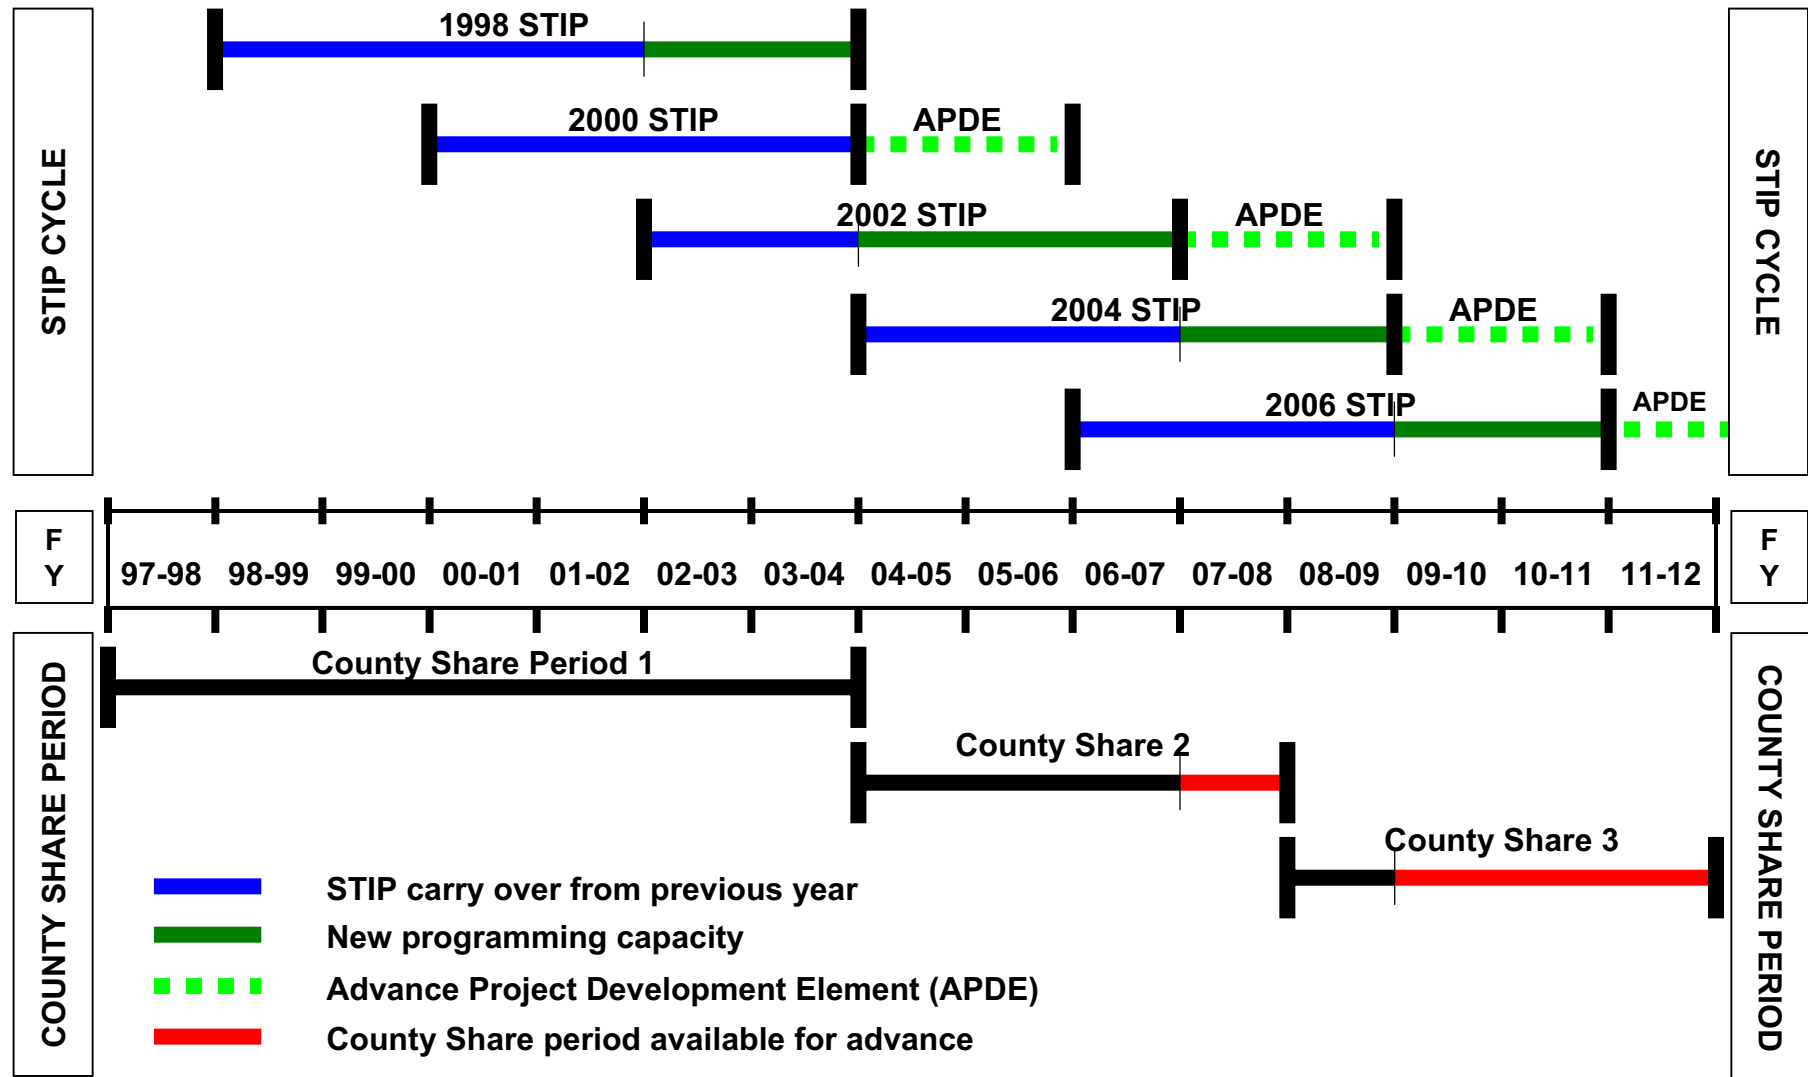 1998 STIP
2000 STIP
APDE
2002 STIP
APDE
2004 STIP
APDE
2006 STIP
APDE
STIP CYCLE
STIP CYCLE
F
Y
97-98 98-99 99-00 00-01 01-02 02-03 03-04 04-05 05-06 06-07 07-08 08-09 09-10 10-11 11-12
F
Y
COUNTY SHARE PERIOD
County Share Period 1
County Share 2
County Share 3
COUNTY SHARE PERIOD
STIP carry over from previous year
New programming capacity
Advance Project Development Element (APDE)
County Share period available for advance